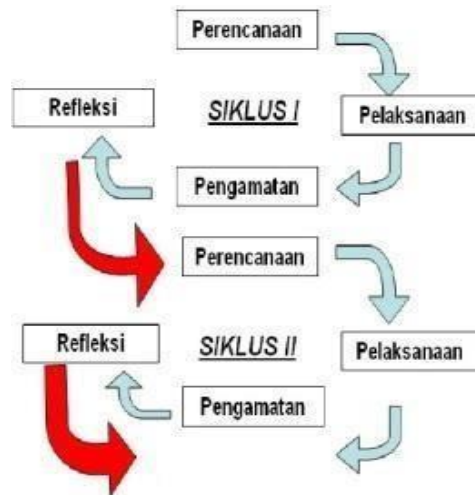 Perencanaan
Refleksi
SIKLUS I
Pelaksanaan
Pengamatan
Perencanaan
Refleksi
SIKLUS II
Pelaksanaan
Pengamatan